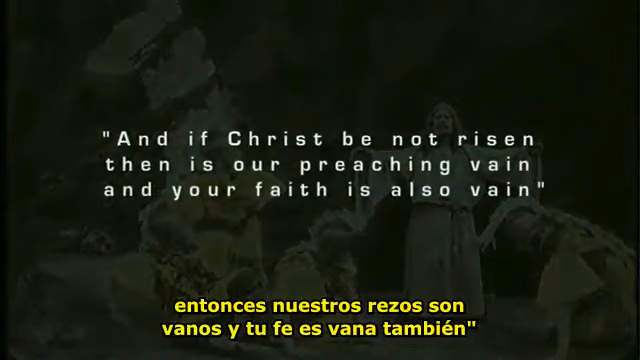 "And if Christ be not risen
then is our preaching vain
and your faith is also vain"
entonces nuestros rezos son
vanos y tu fe es vana también"